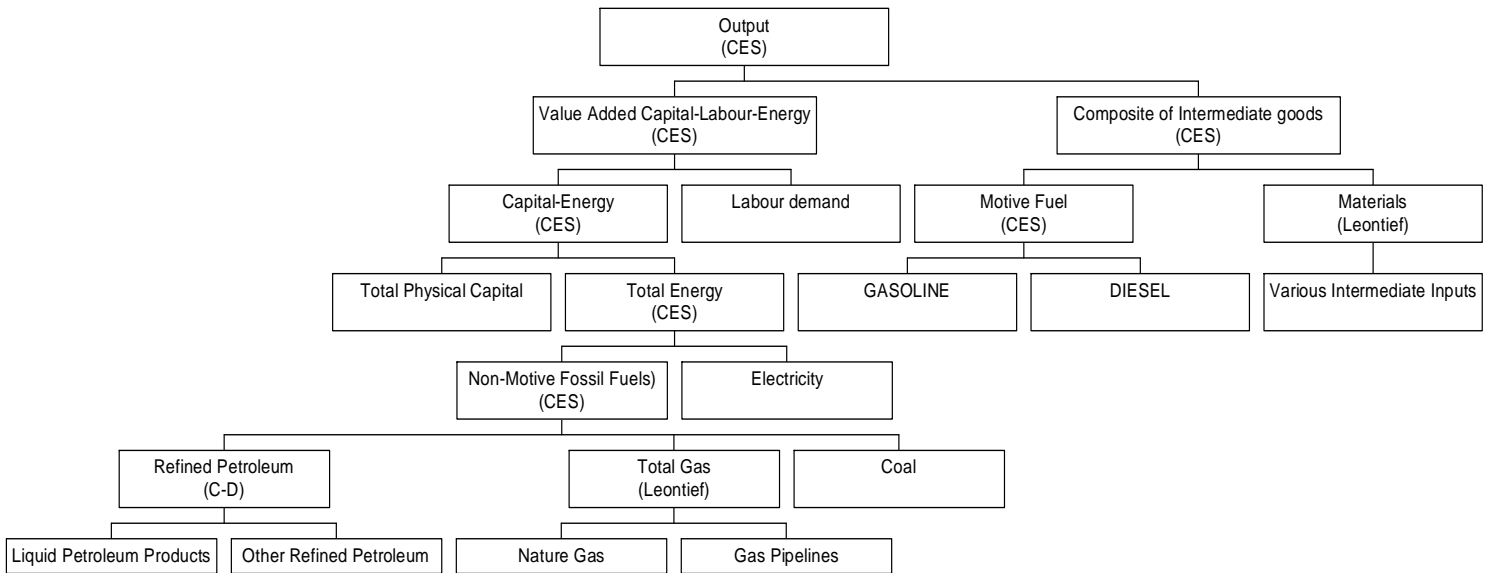 Output
(CES)
Value Added Capital-Labour-Energy
(CES)
Composite of Intermediate goods
(CES)
Capital-Energy
(CES)
Labour demand
Motive Fuel
(CES)
Materials
(Leontief)
Total Physical Capital
Total Energy
(CES)
GASOLINE
DIESEL
Various Intermediate Inputs
Non-Motive Fossil Fuels)
(CES)
Electricity
Refined Petroleum
(C-D)
Total Gas
(Leontief)
Coal
Liquid Petroleum Products
Other Refined Petroleum
Nature Gas
Gas Pipelines